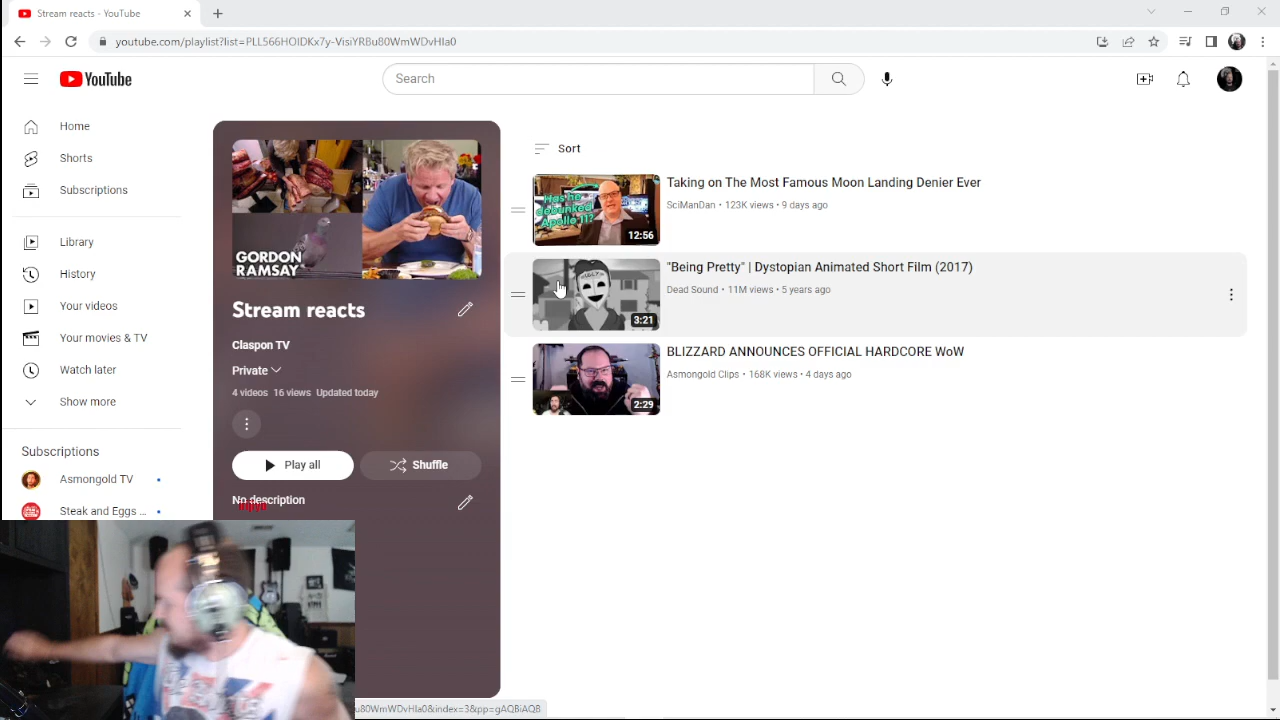 Stream reacts - YouTube
youtube.com/playlist?list=PLL566HOIDKx7y-VisiYRBu80WmWDvHIa0
YouTube
Search
Home
Shorts
Subscriptions
Library
History
Your videos
Your movies & TV
Watch later
Show more
Subscriptions
Asmongold TV
Steak and Eggs ...
GORDON
RAMSAY
Stream reacts
Claspon TV
Private
4 videos 16 views Updated today
Play all
Shuffle
No description
Sort
Has he
debunked
Apollo 11?
12:56
Taking on The Most Famous Moon Landing Denier Ever
SciManDan • 123K views • 9 days ago
3:21
"Being Pretty" | Dystopian Animated Short Film (2017)
Dead Sound • 11M views • 5 years ago
2:29
BLIZZARD ANNOUNCES OFFICIAL HARDCORE WoW
Asmongold Clips • 168K views • 4 days ago
u80WmWDvHIa0&index=3&pp=gAQBiAQB